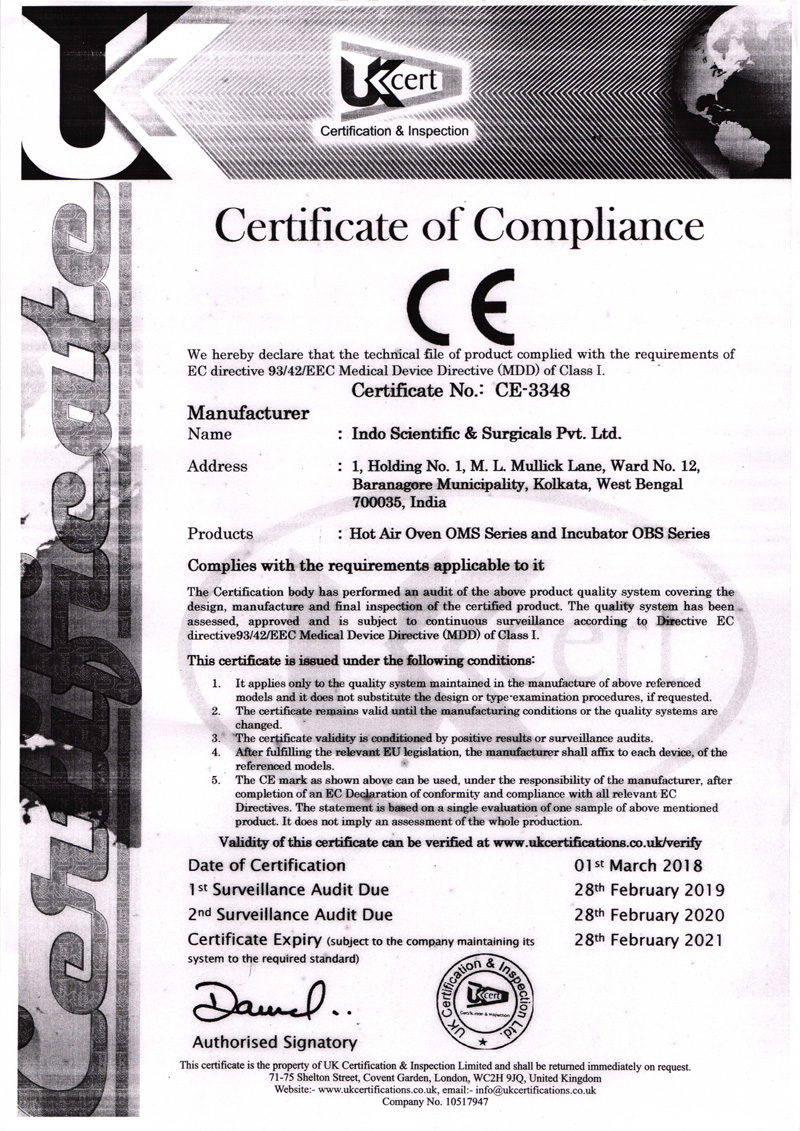 UK cert
Certification & Inspection
Certificate
Certificate of Compliance
CE
We hereby declare that the technical file of product complied with the requirements of
EC directive 93/42/EEC Medical Device Directive (MDD) of Class I.
Certificate No.: CE-3348
Manufacturer
Name : Indo Scientific & Surgicals Pvt. Ltd.
Address : 1, Holding No. 1, M. L. Mullick Lane, Ward No. 12,
Baranagore Municipality, Kolkata, West Bengal
700035, India
Products : Hot Air Oven OMS Series and Incubator OBS Series
Complies with the requirements applicable to it
The Certification body has performed an audit of the above product quality system covering the
design, manufacture and final inspection of the certified product. The quality system has been
assessed, approved and is subject to continuous surveillance according to Directive EC
directive93/42/EEC Medical Device Directive (MDD) of Class I.
This certificate is issued under the following conditions:
1. It applies only to the quality system maintained in the manufacture of above referenced
models and it does not substitute the design or type-examination procedures, if requested.
2. The certificate remains valid until the manufacturing conditions or the quality systems are
changed.
3. The certificate validity is conditioned by positive results or surveillance audits.
4. After fulfilling the relevant EU legislation, the manufacturer shall affix to each device, of the
referenced models.
5. The CE mark as shown above can be used, under the responsibility of the manufacturer, after
completion of an EC Declaration of conformity and compliance with all relevant EC
Directives. The statement is based on a single evaluation of one sample of above mentioned
product. It does not imply an assessment of the whole production.
Validity of this certificate can be verified at www.ukcertifications.co.uk/verify
Date of Certification 01st March 2018
1st Surveillance Audit Due 28th February 2019
2nd Surveillance Audit Due 28th February 2020
Certificate Expiry (subject to the company maintaining its 28th February 2021
system to the required standard)
UK Certification & Inspection Ltd.
UK cert
Certification & Inspection
Authorised Signatory
This certificate is the property of UK Certification & Inspection Limited and shall be returned immediately on request.
71-75 Shelton Street, Covent Garden, London, WC2H 9JQ, United Kingdom
Website:- www.ukcertifications.co.uk, email:- info@ukcertifications.co.uk
Company No. 10517947